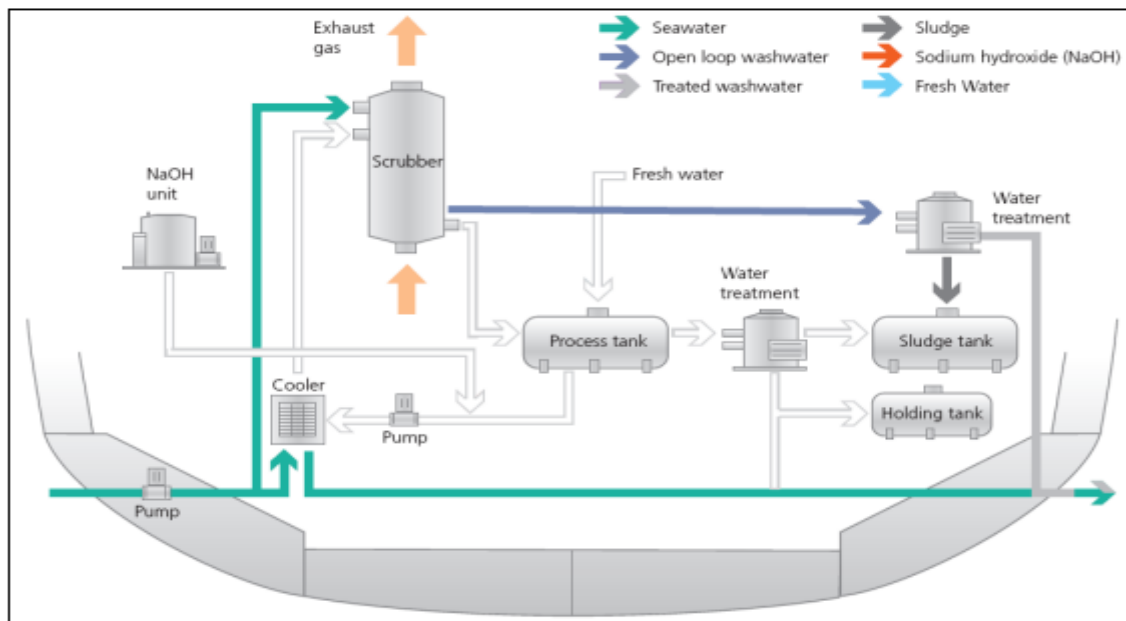 Exhaust
gas
Seawater
Open loop washwater
Treated washwater
Sludge
Sodium hydroxide (NaOH)
Fresh Water
Scrubber
NaOH
unit
Fresh water
Water
treatment
Water
treatment
Process tank
Sludge tank
Cooler
Pump
Holding tank
Pump